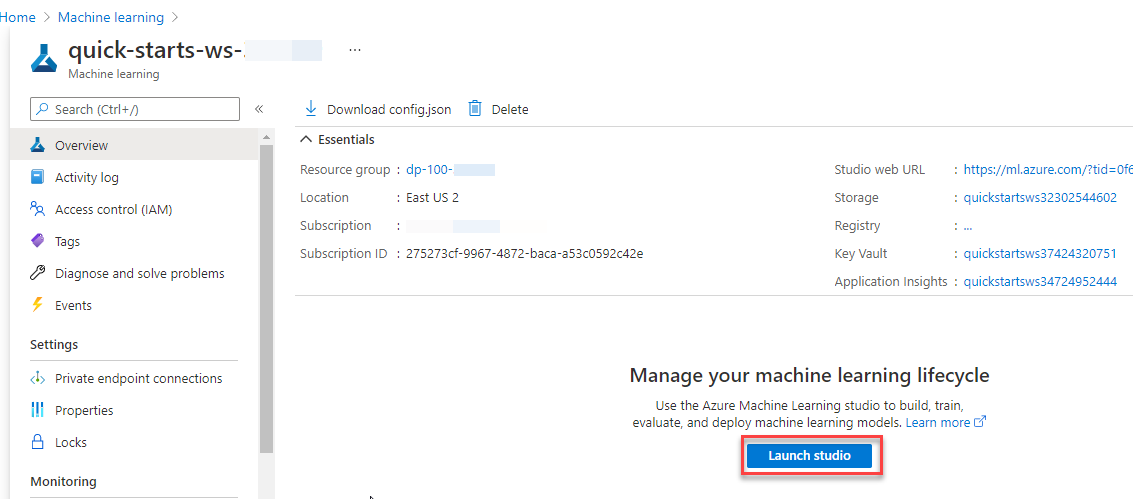 Home > Machine learning >
quick-starts-ws-
...
Machine learning
Search (Ctrl+/)
«
Overview
Activity log
Access control (IAM)
Tags
Diagnose and solve problems
Events
Settings
Private endpoint connections
Properties
Locks
Monitoring
Download config.json Delete
Essentials
Resource group : dp-100-
Location : East US 2
Subscription :
Subscription ID : 275273cf-9967-4872-baca-a53c0592c42e
Studio web URL : https://ml.azure.com/?tid=0f6
Storage : quickstartsws32302544602
Registry : ...
Key Vault : quickstartsws37424320751
Application Insights : quickstartsws34724952444
Manage your machine learning lifecycle
Use the Azure Machine Learning studio to build, train,
evaluate, and deploy machine learning models. Learn more
Launch studio